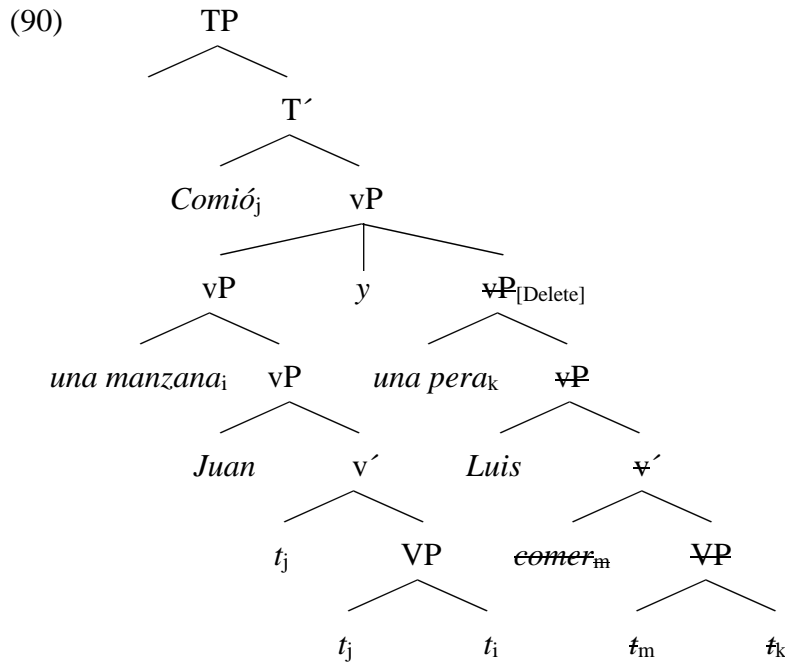 (90) TP
T´
Comióⱼ vP
vP y vP[Delete]
una manzanaᵢ vP una peraₖ vP
Juan v´ Luis v´
tⱼ VP comerₘ VP
tⱼ tᵢ tₘ tₖ